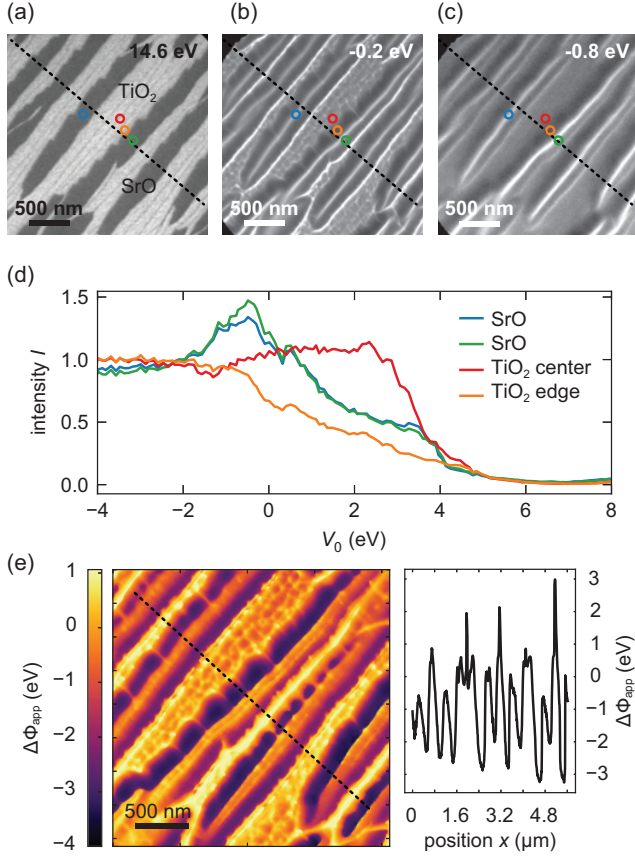 (a)
(b)
(c)
14.6 eV
-0.2 eV
-0.8 eV
TiO₂
SrO
500 nm
500 nm
500 nm
(d)
1.5
1.0
0.5
0.0
intensity I
SrO
SrO
TiO₂ center
TiO₂ edge
−4
−2
0
2
4
6
8
V₀ (eV)
(e)
1
0
−1
−2
−3
−4
ΔΦapp (eV)
500 nm
3
2
1
0
−1
−2
−3
ΔΦapp (eV)
0
1.6
3.2
4.8
position x (μm)